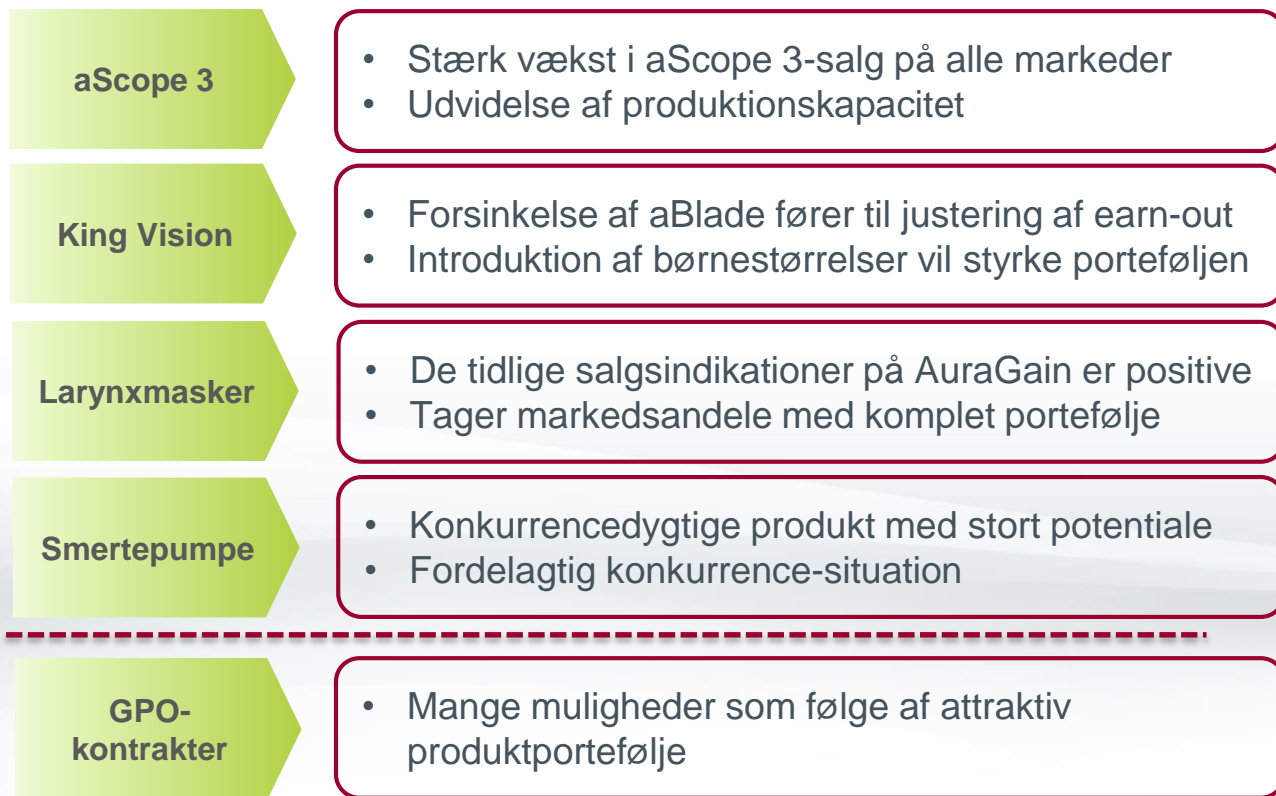 aScope 3
• Stærk vækst i aScope 3-salg på alle markeder
• Udvidelse af produktionskapacitet
King Vision
• Forsinkelse af aBlade fører til justering af earn-out
• Introduktion af børnestørrelser vil styrke porteføljen
Larynxmasker
• De tidlige salgsindikationer på AuraGain er positive
• Tager markedsandele med komplet portefølje
Smertepumpe
• Konkurrencedygtige produkt med stort potentiale
• Fordelagtig konkurrence-situation
GPO-
kontrakter
• Mange muligheder som følge af attraktiv
produktportefølje